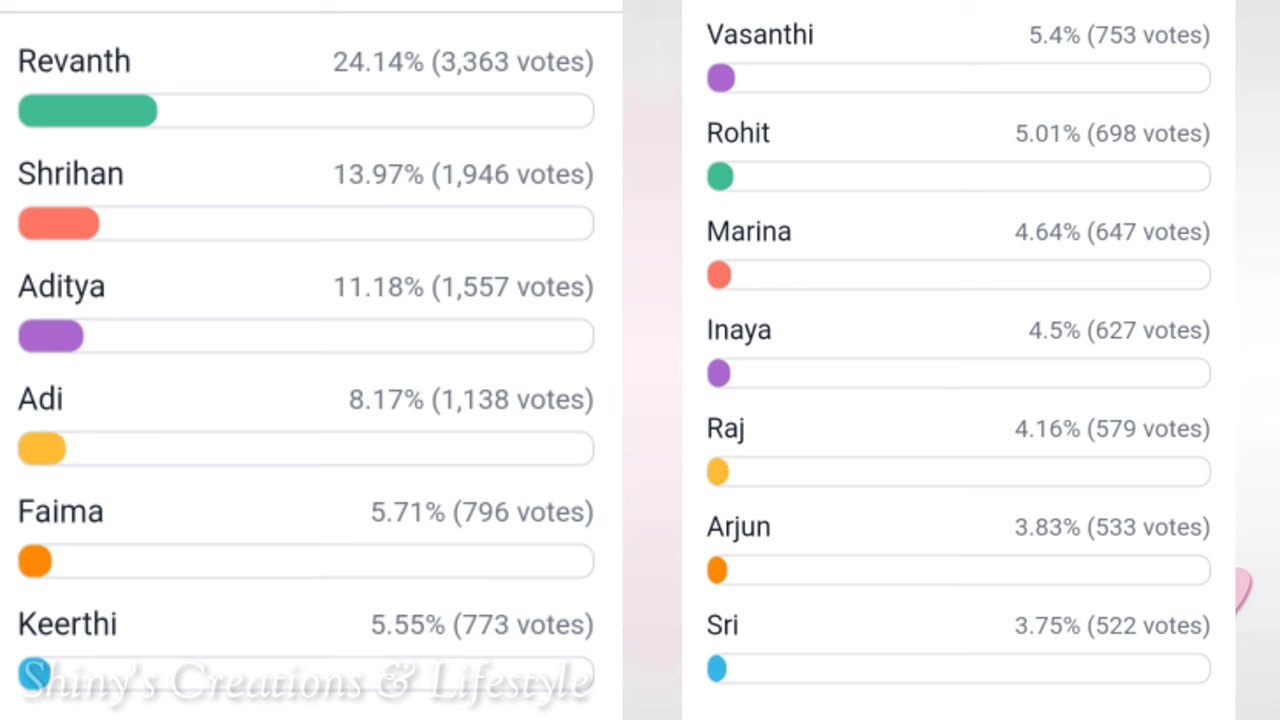 Revanth 24.14% (3,363 votes)
Shrihan 13.97% (1,946 votes)
Aditya 11.18% (1,557 votes)
Adi 8.17% (1,138 votes)
Faima 5.71% (796 votes)
Keerthi 5.55% (773 votes)
Shiny's Creations & Lifestyle
Vasanthi 5.4% (753 votes)
Rohit 5.01% (698 votes)
Marina 4.64% (647 votes)
Inaya 4.5% (627 votes)
Raj 4.16% (579 votes)
Arjun 3.83% (533 votes)
Sri 3.75% (522 votes)